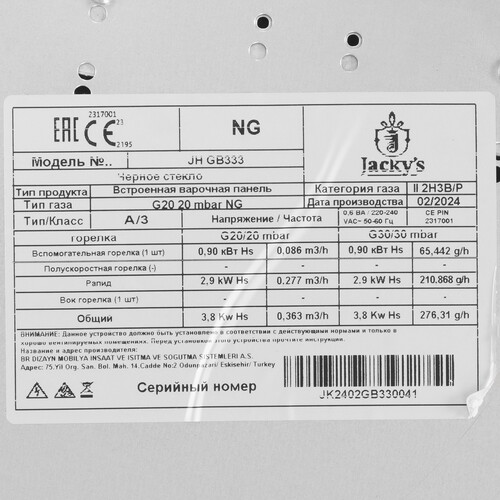 EAC CE 2317001 23 2195
NG
Jacky's
Модель №.. JH GB333
Черное стекло
Тип продукта Встроенная варочная панель Категория газа II 2H3B/P
Тип газа G20 20 mbar NG Дата производства 02/2024
Тип/Класс A/3 Напряжение / Частота 0,6 ВА / 220-240 VAC~ 50-60 Гц CE PIN 2317001
Горелка G20/20 mbar G30/30 mbar
Вспомогательная горелка (1 шт) 0,90 кВт Hs 0,086 m3/h 0,90 кВт Hs 65,442 g/h
Полускоростная горелка (-) - - - -
Рапид 2,9 kW Hs 0,277 m3/h 2,9 kW Hs 210,868 g/h
Вок горелка (1 шт) - - - -
Общии 3,8 Kw Hs 0,363 m3/h 3,8 Kw Hs 276,31 g/h
ВНИМАНИЕ: Данное устройство должно быть установлено в соответствии с действующими нормами и только в
хорошо вентилируемых помещениях. Перед установкой и использованием этого устройства прочтите инструкции.
Название и адрес производителя:
BR DIZAYN MOBILYA INSAAT VE ISITMA VE SOGUTMA SISTEMLERI A.S.
Адрес: 75.Yil Org. San. Bol. Mah. 14.Cadde No:2 Odunpazari/ Eskisehir/ Turkey
Серийный номер
JK2402GB330041